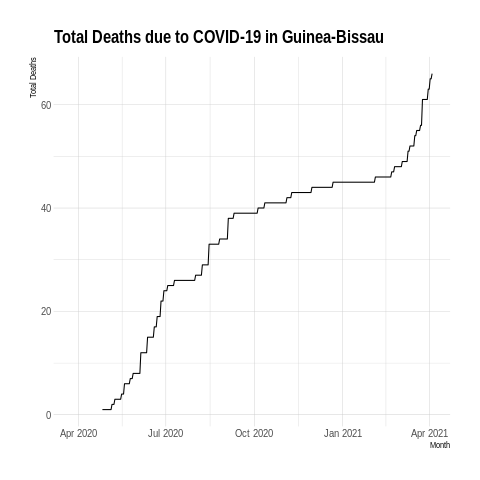 Total Deaths due to COVID-19 in Guinea-Bissau
Total Deaths
60
40
20
0
Apr 2020 Jul 2020 Oct 2020 Jan 2021 Apr 2021
Month